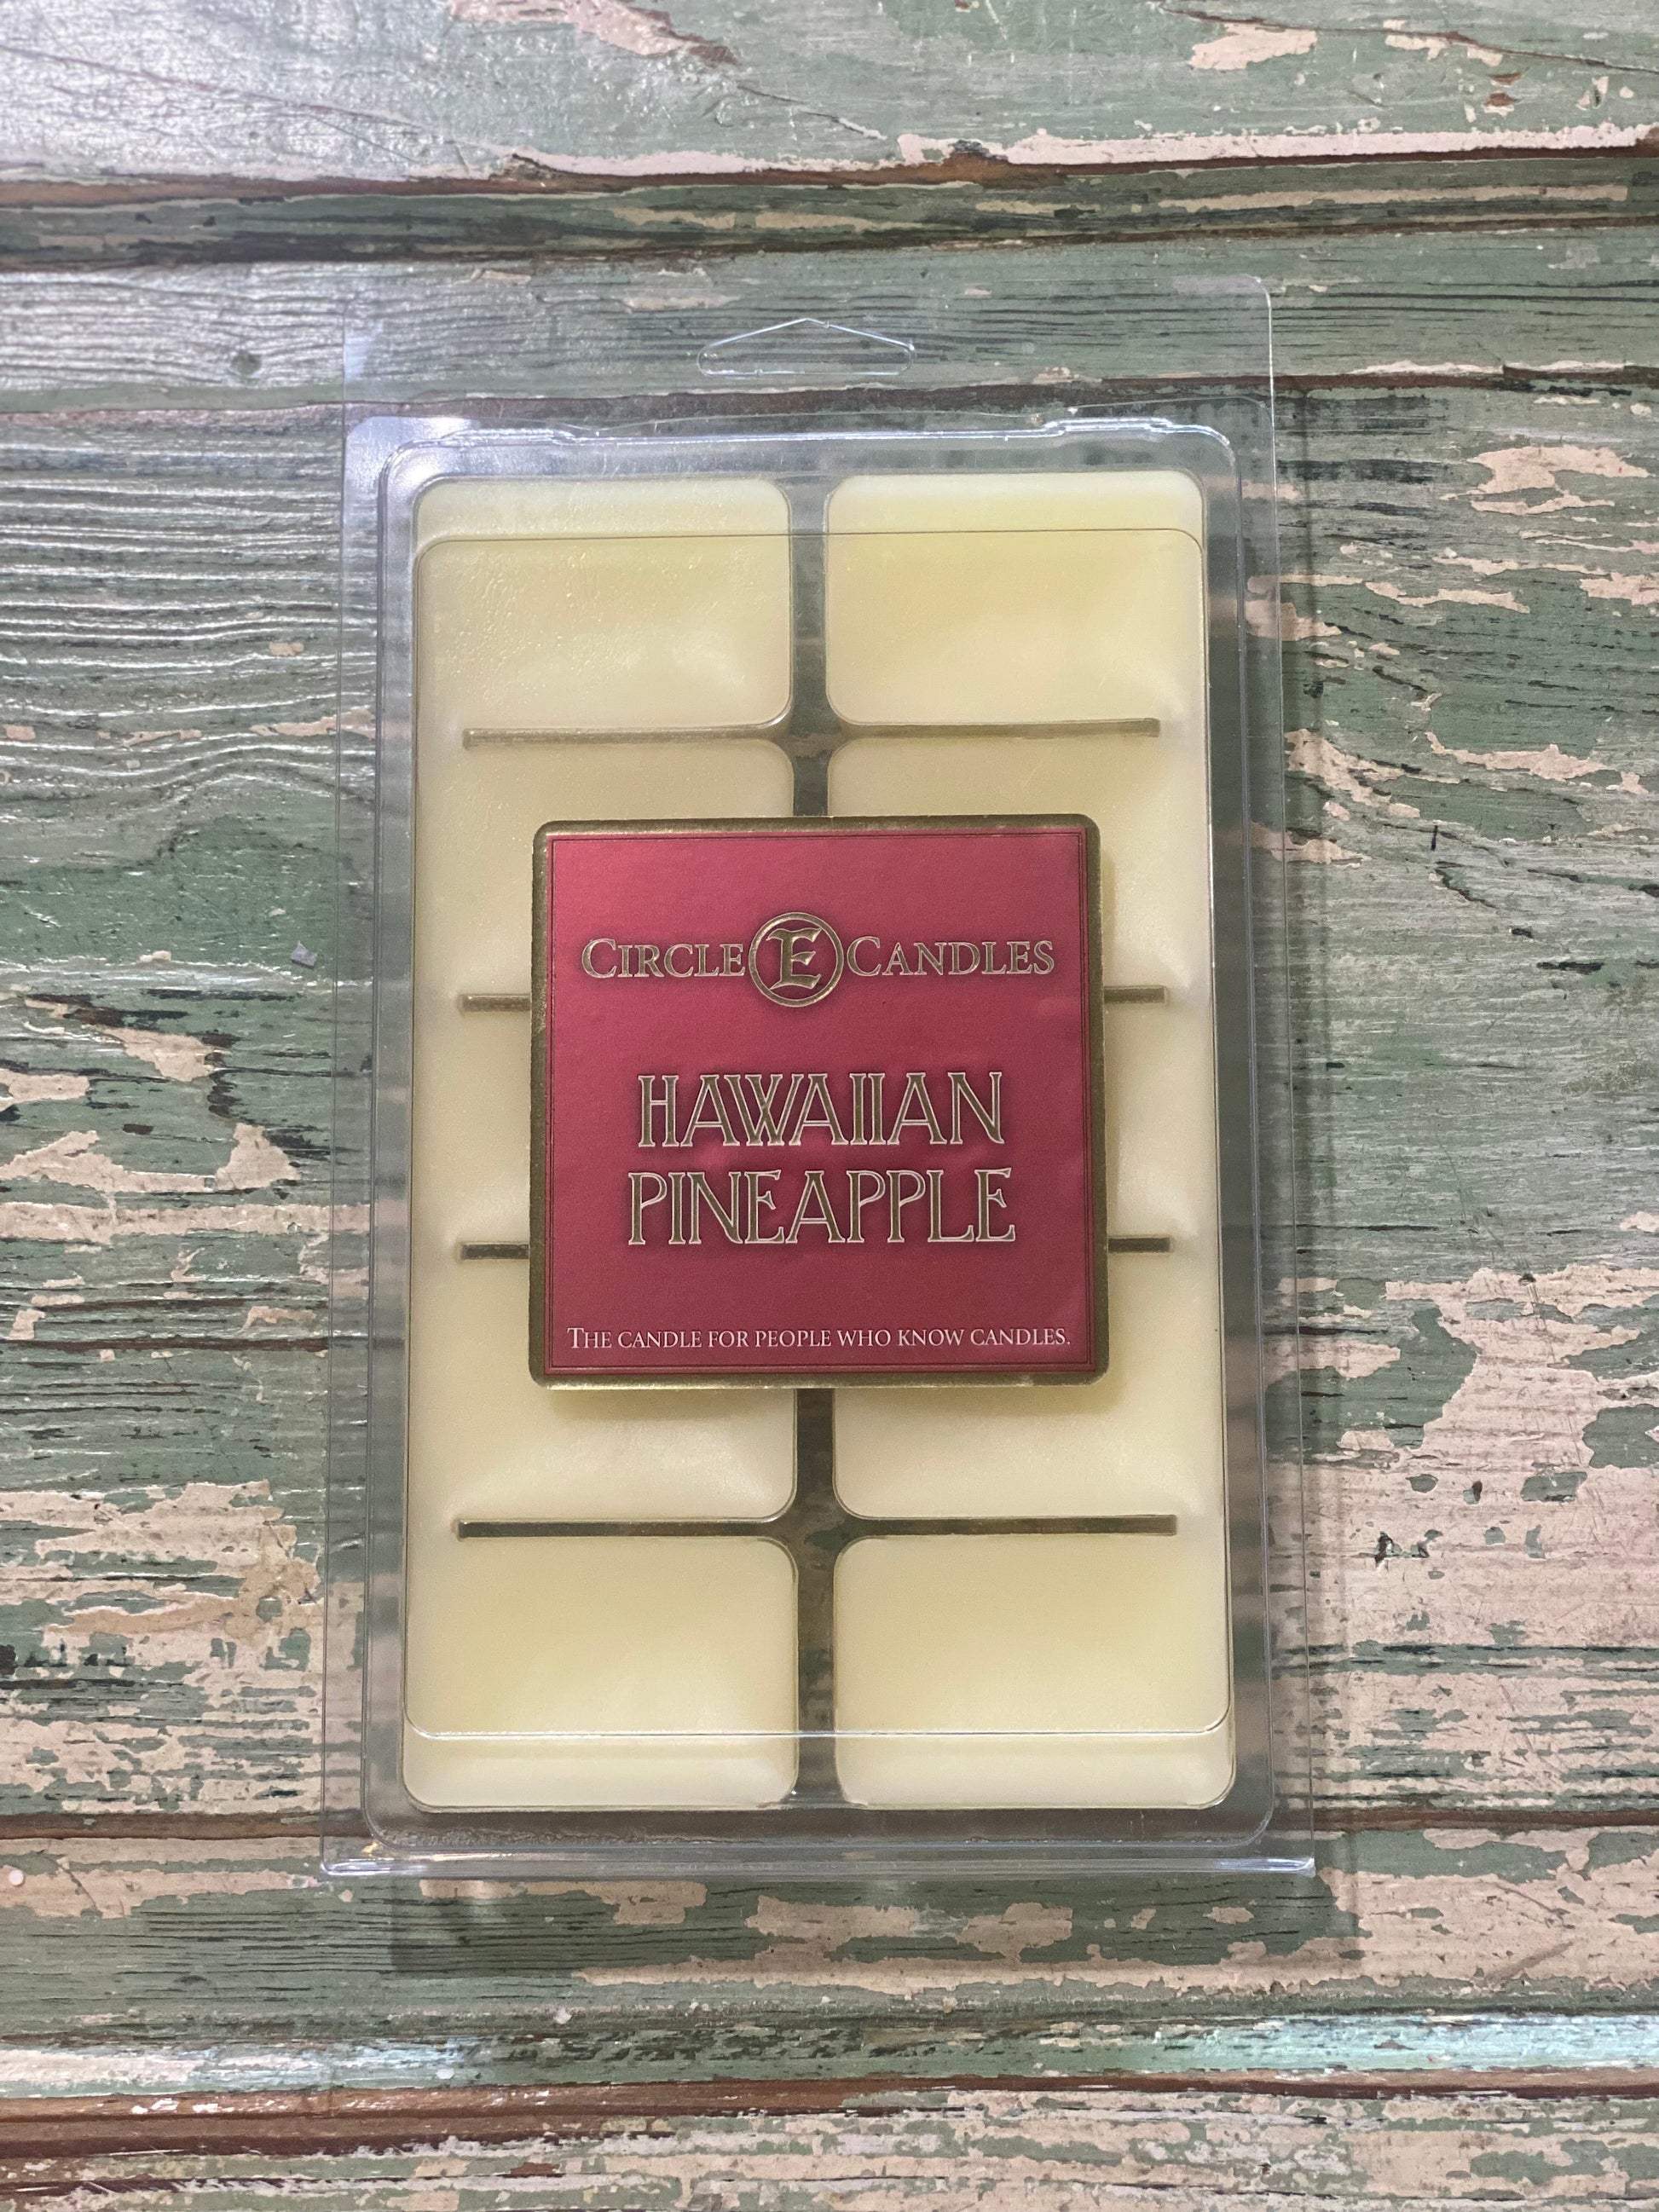 CIRCLE E CANDLES
HAWAIIAN
PINEAPPLE
THE CANDLE FOR PEOPLE WHO KNOW CANDLES.